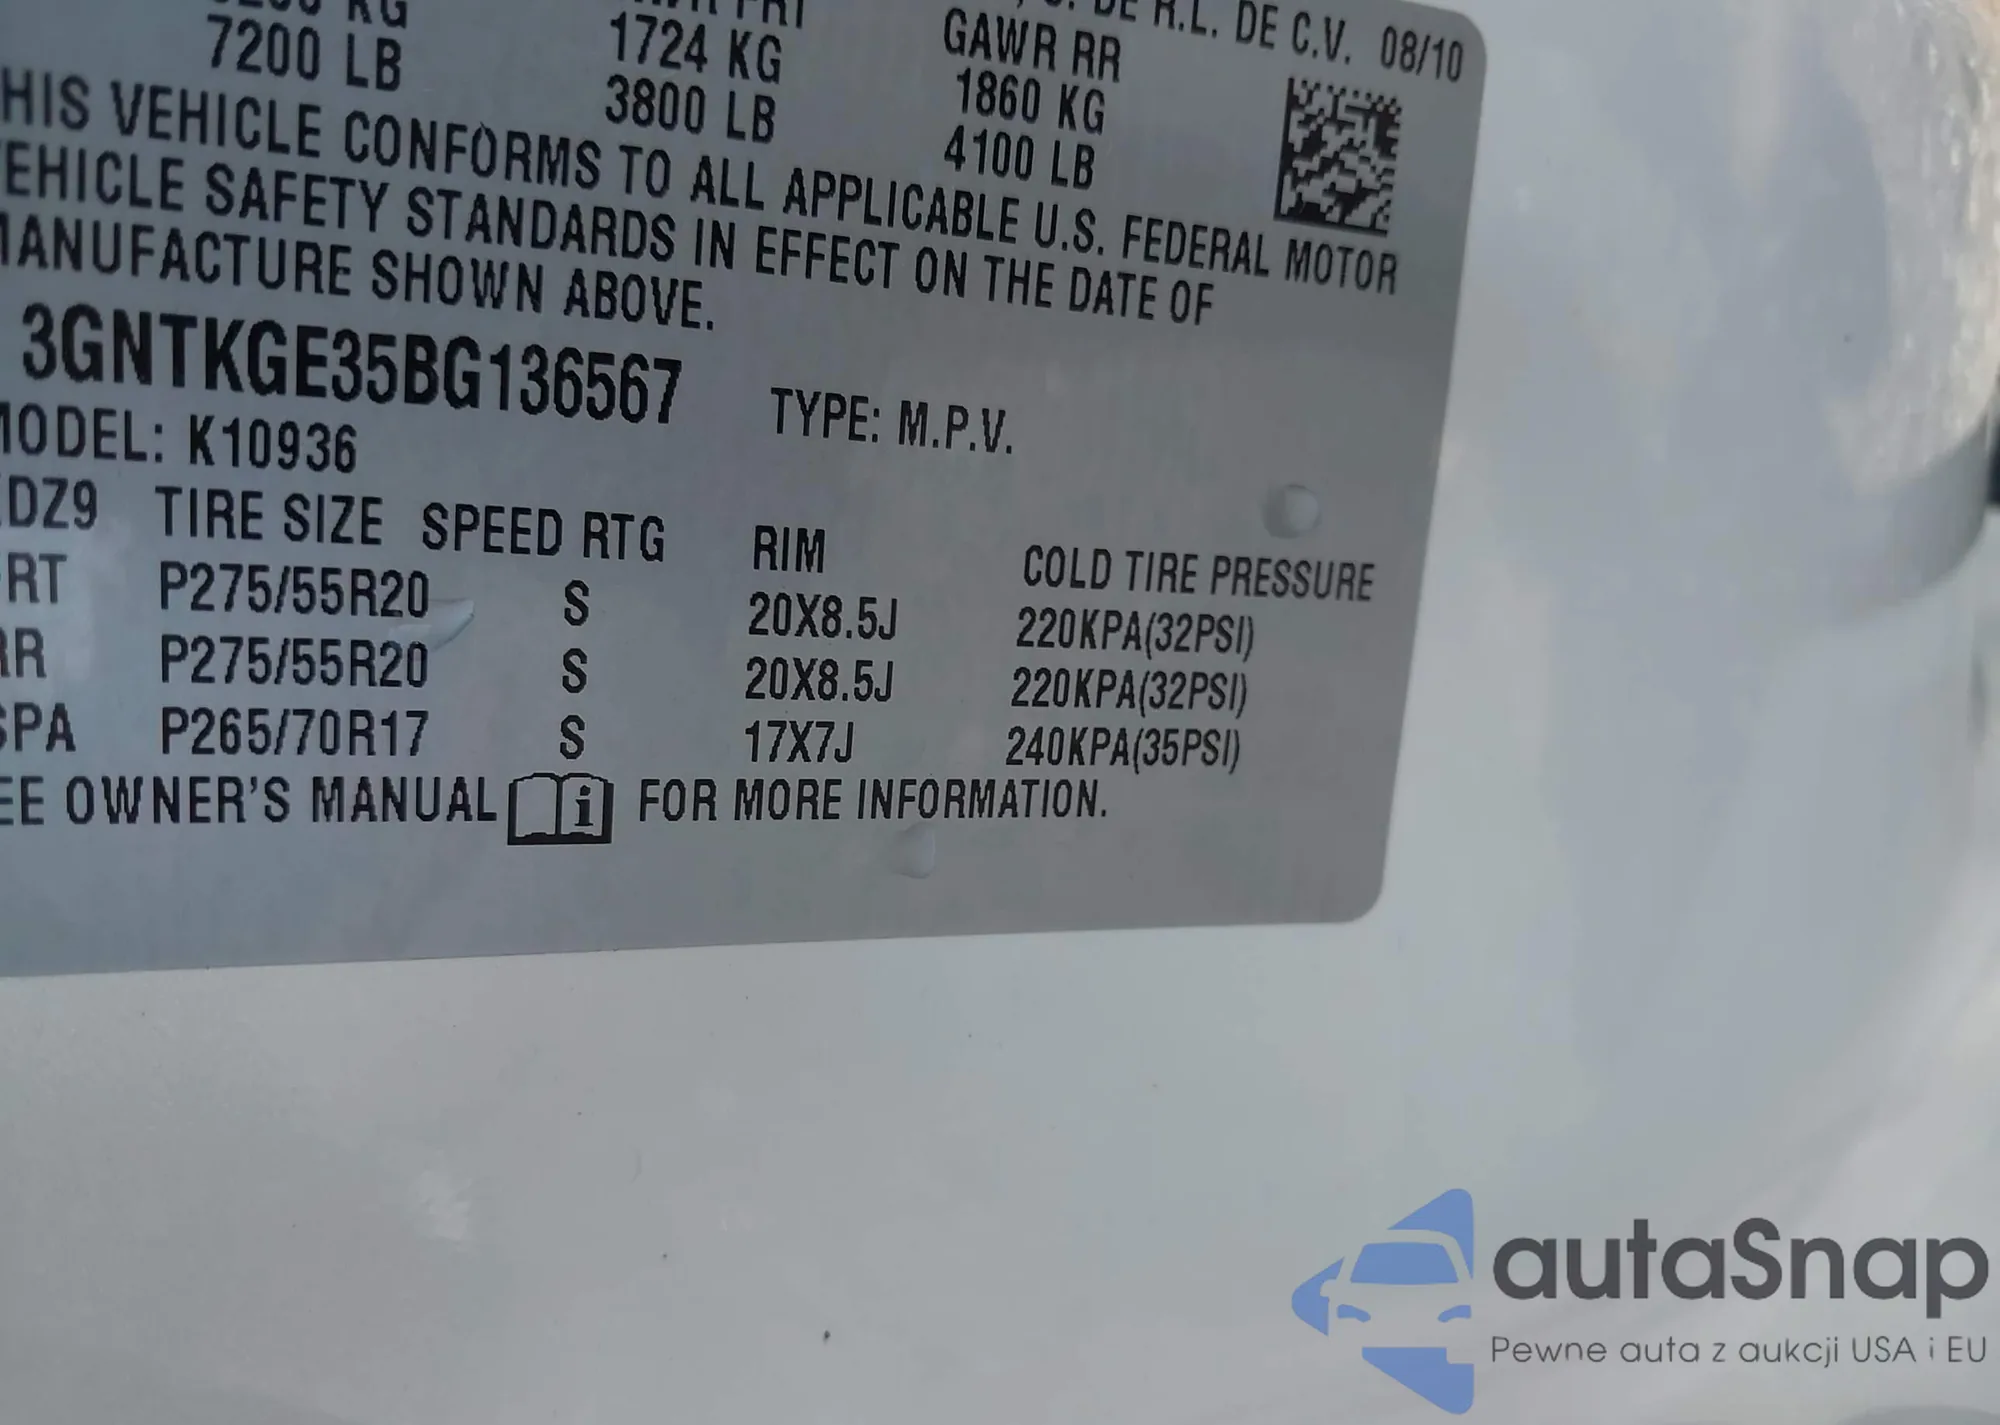 DE R.L. DE C.V. 08/10
KG FRT GAWR RR
7200 LB 1724 KG 1860 KG
3800 LB 4100 LB
HIS VEHICLE CONFORMS TO ALL APPLICABLE U.S. FEDERAL MOTOR
EHICLE SAFETY STANDARDS IN EFFECT ON THE DATE OF
ANUFACTURE SHOWN ABOVE.
3GNTKGE35BG136567 TYPE: M.P.V.
ODEL: K10936
DZ9 TIRE SIZE SPEED RTG RIM COLD TIRE PRESSURE
RT P275/55R20 S 20X8.5J 220KPA(32PSI)
RR P275/55R20 S 20X8.5J 220KPA(32PSI)
SPA P265/70R17 S 17X7J 240KPA(35PSI)
EE OWNER'S MANUAL i FOR MORE INFORMATION.
autaSnap
Pewne auta z aukcji USA i EU